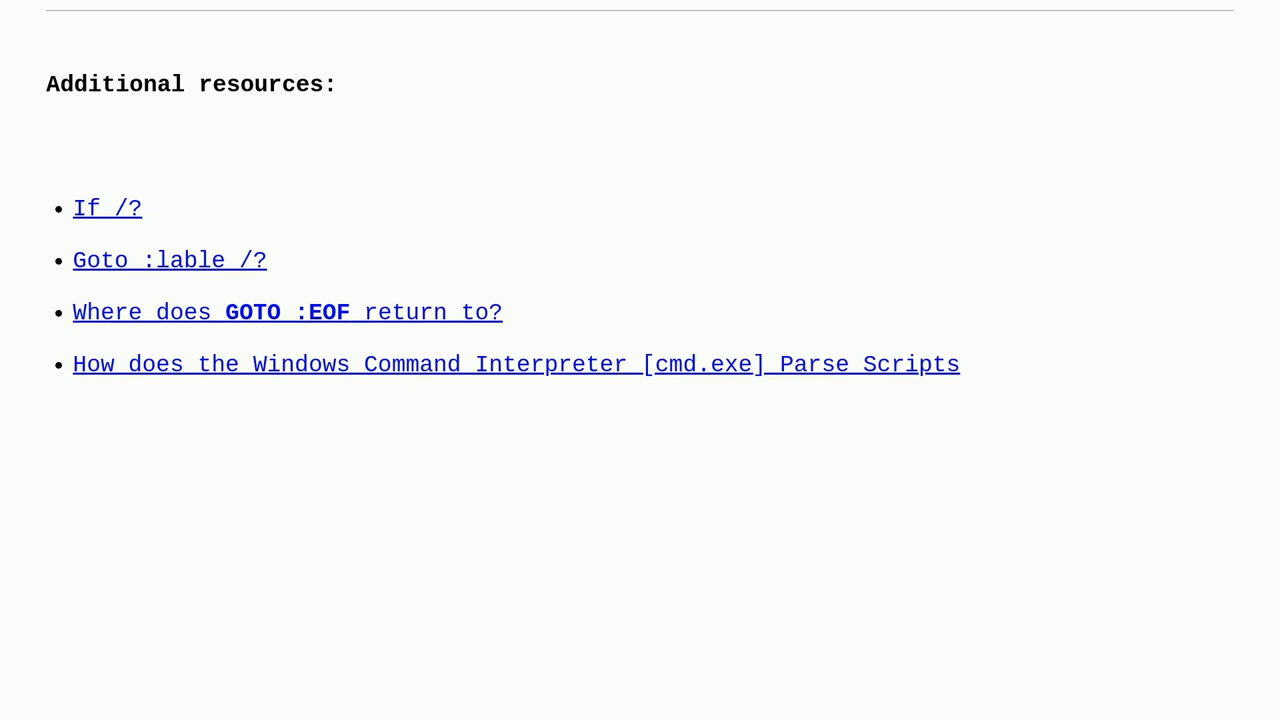 Additional resources:
If /?
Goto :lable /?
Where does GOTO :EOF return to?
How does the Windows Command Interpreter [cmd.exe] Parse Scripts